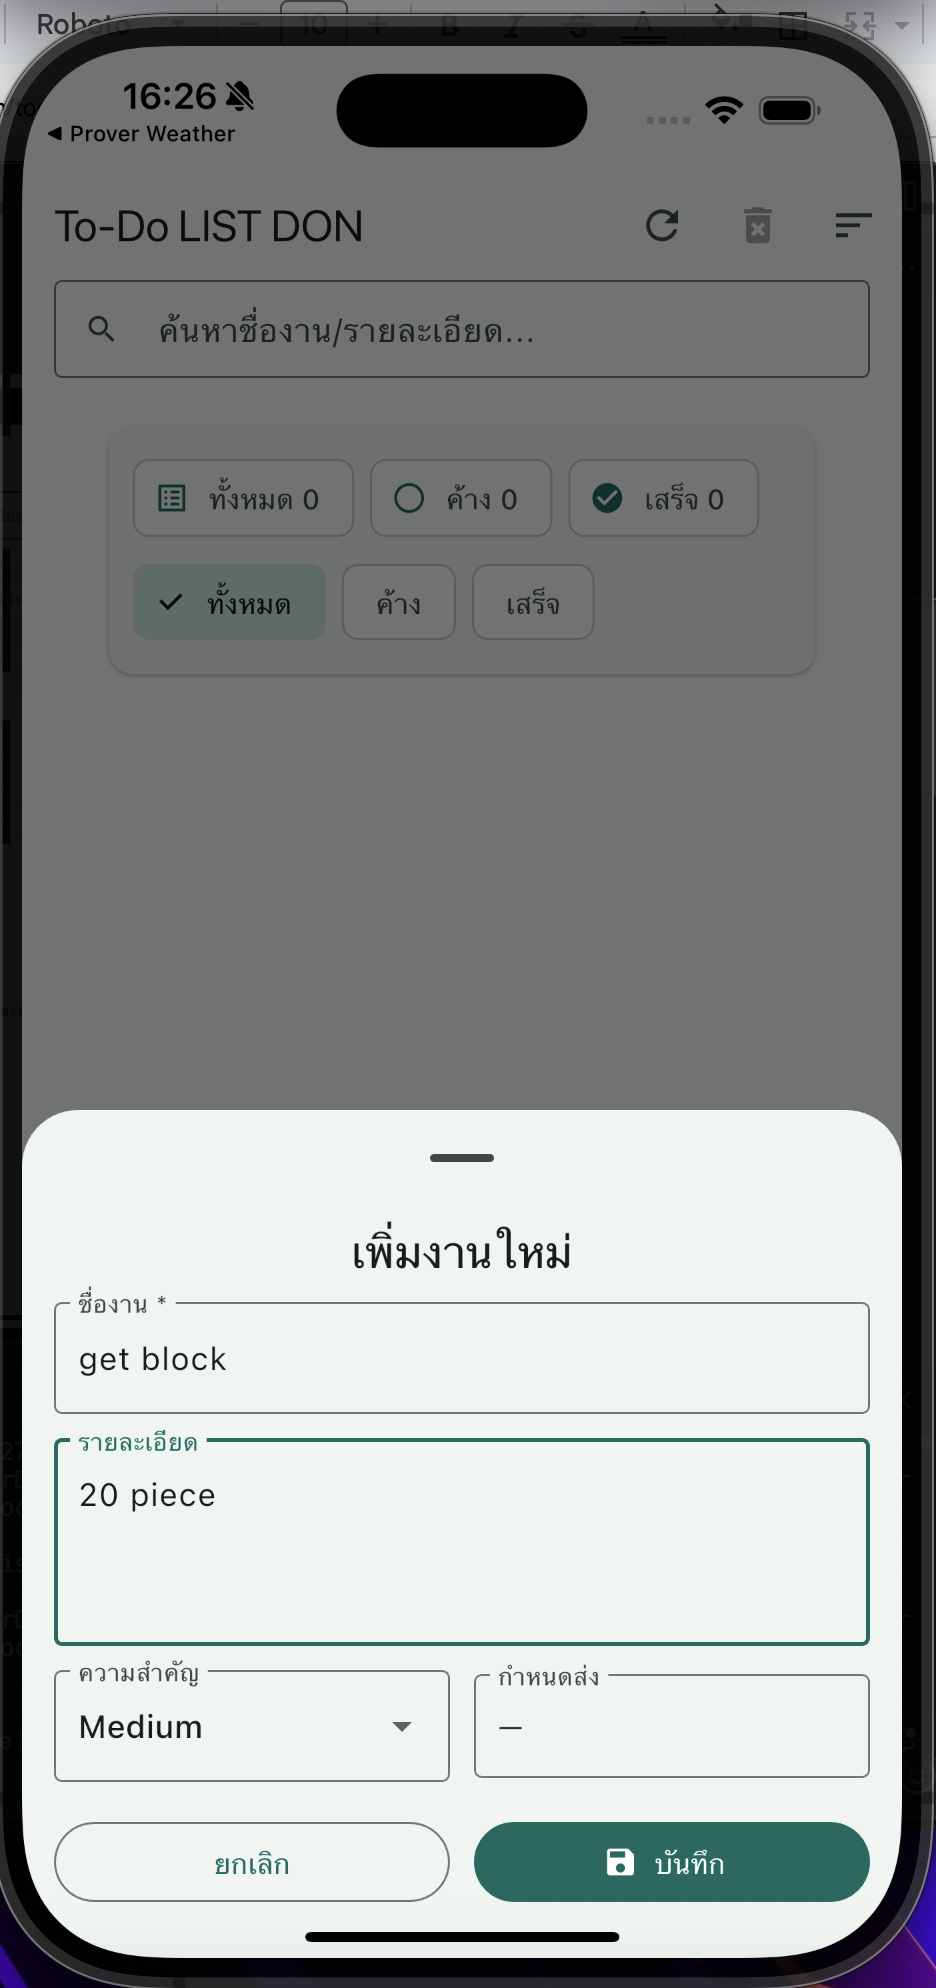 Roboto
10
B
16:26
◀ Prover Weather
To-Do LIST DON
ค้นหาชื่องาน/รายละเอียด...
ทั้งหมด 0 ค้าง 0 เสร็จ 0
ทั้งหมด ค้าง เสร็จ
เพิ่มงานใหม่
ชื่องาน *
get block
รายละเอียด
20 piece
ความสำคัญ กำหนดส่ง
Medium —
ยกเลิก บันทึก